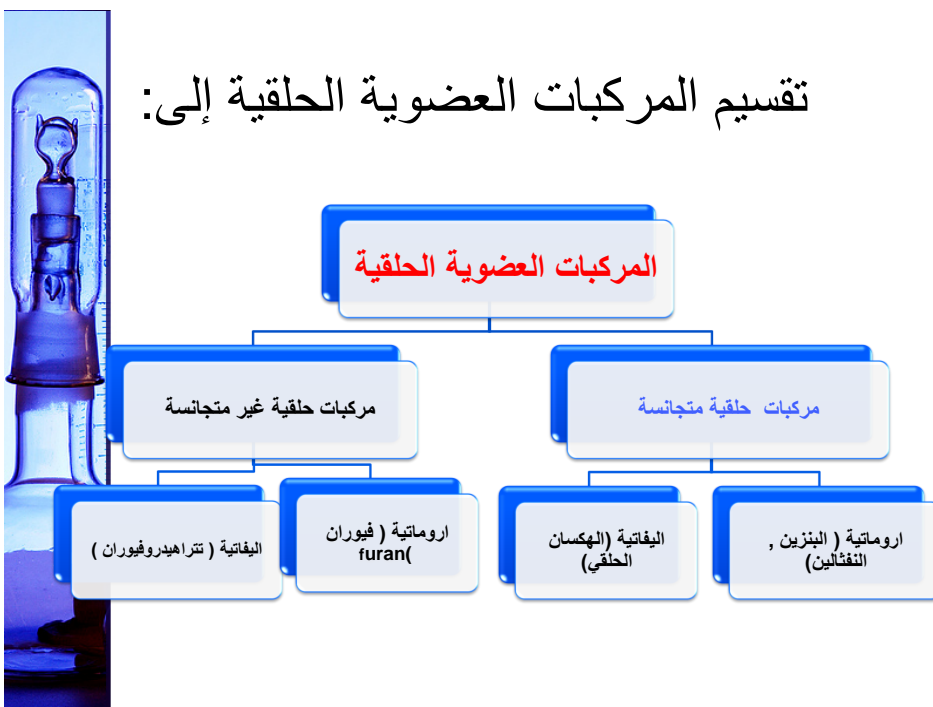 تقسيم المركبات العضوية الحلقية إلى:
المركبات العضوية الحلقية
مركبات حلقية متجانسة
مركبات حلقية غير متجانسة
اروماتية ( البنزين ,
النفثالين)
اليفاتية (الهكسان
الحلقي)
اروماتية ( فيوران
furan(
اليفاتية ( تتراهيدروفيوران )